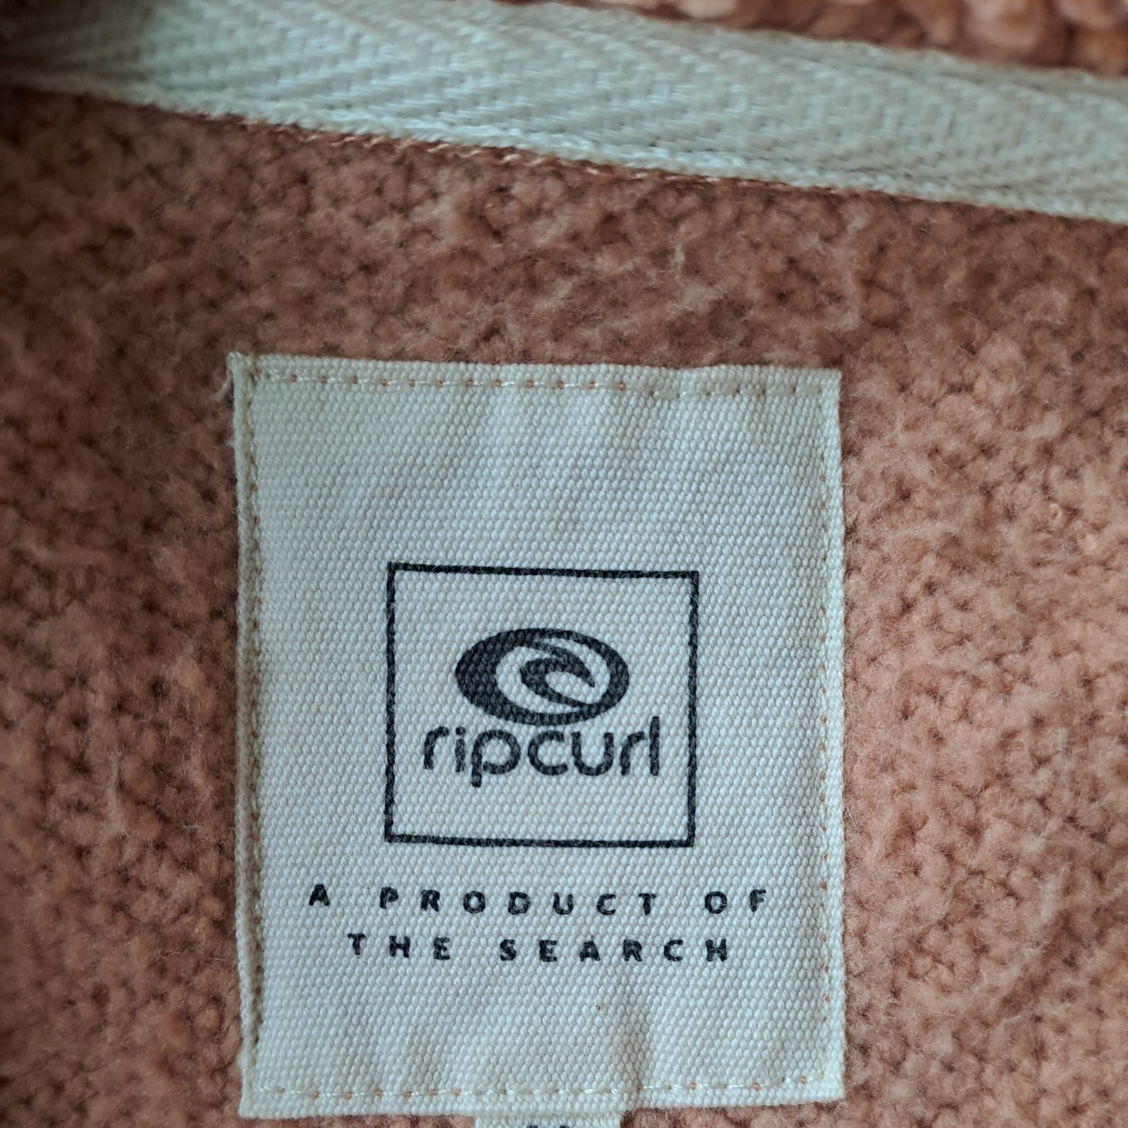 ripcurl
A PRODUCT OF
THE SEARCH